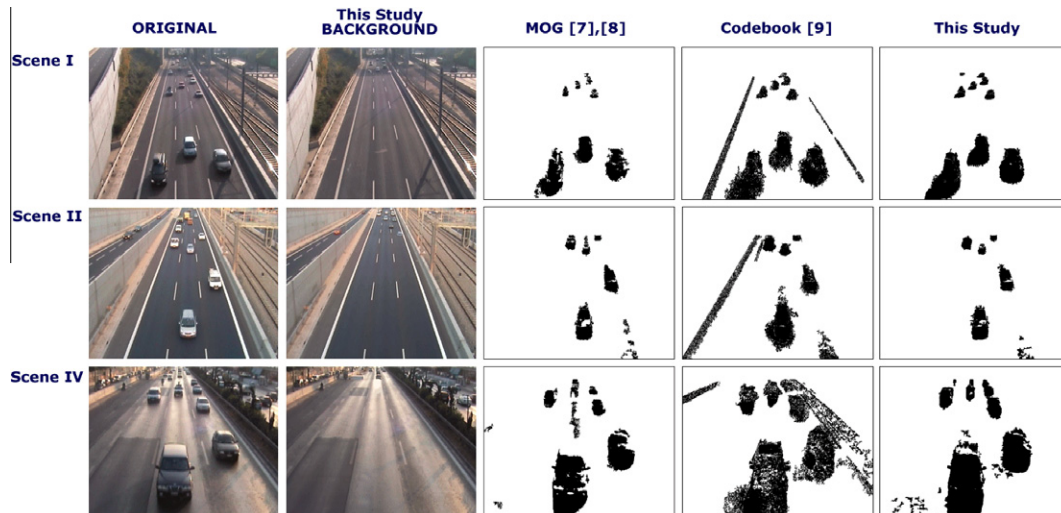 ORIGINAL
This Study
BACKGROUND
MOG [7],[8]
Codebook [9]
This Study
Scene I
Scene II
Scene IV